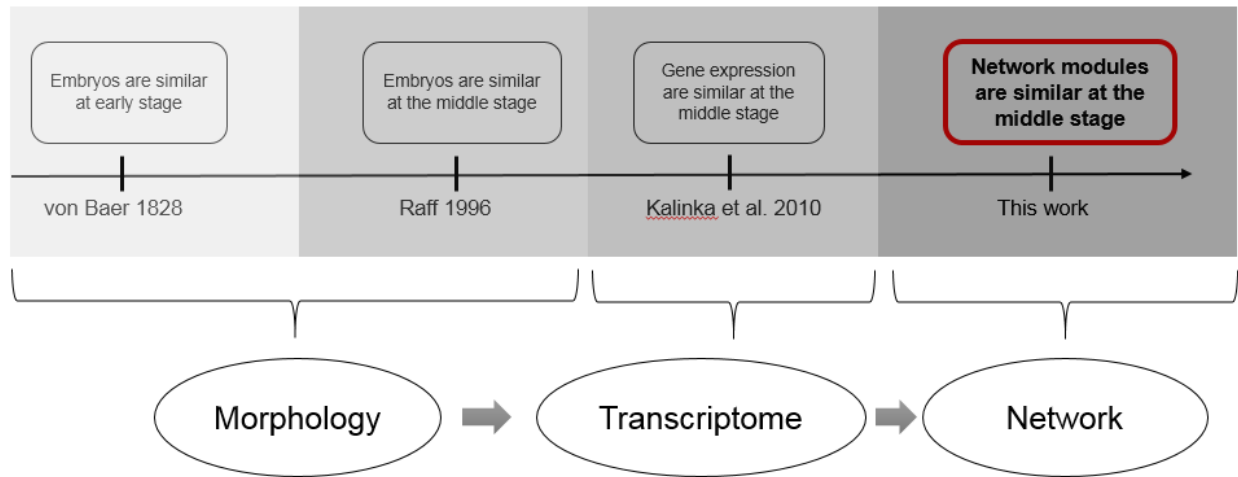 Embryos are similar
at early stage
Embryos are similar
at the middle stage
Gene expression
are similar at the
middle stage
Network modules
are similar at the
middle stage
von Baer 1828
Raff 1996
Kalinka et al. 2010
This work
Morphology
Transcriptome
Network